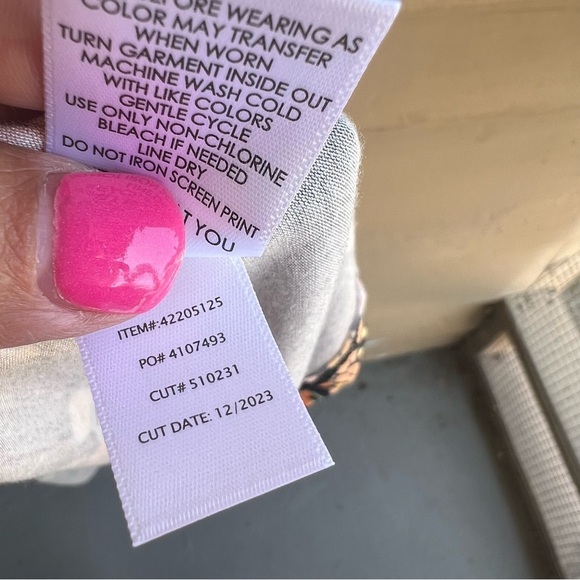 BEFORE WEARING AS
COLOR MAY TRANSFER
WHEN WORN
TURN GARMENT INSIDE OUT
MACHINE WASH COLD
WITH LIKE COLORS
GENTLE CYCLE
USE ONLY NON-CHLORINE
BLEACH IF NEEDED
LINE DRY
DO NOT IRON SCREEN PRINT
YOU
ITEM#:42205125
PO# 4107493
CUT# 510231
CUT DATE: 12/2023